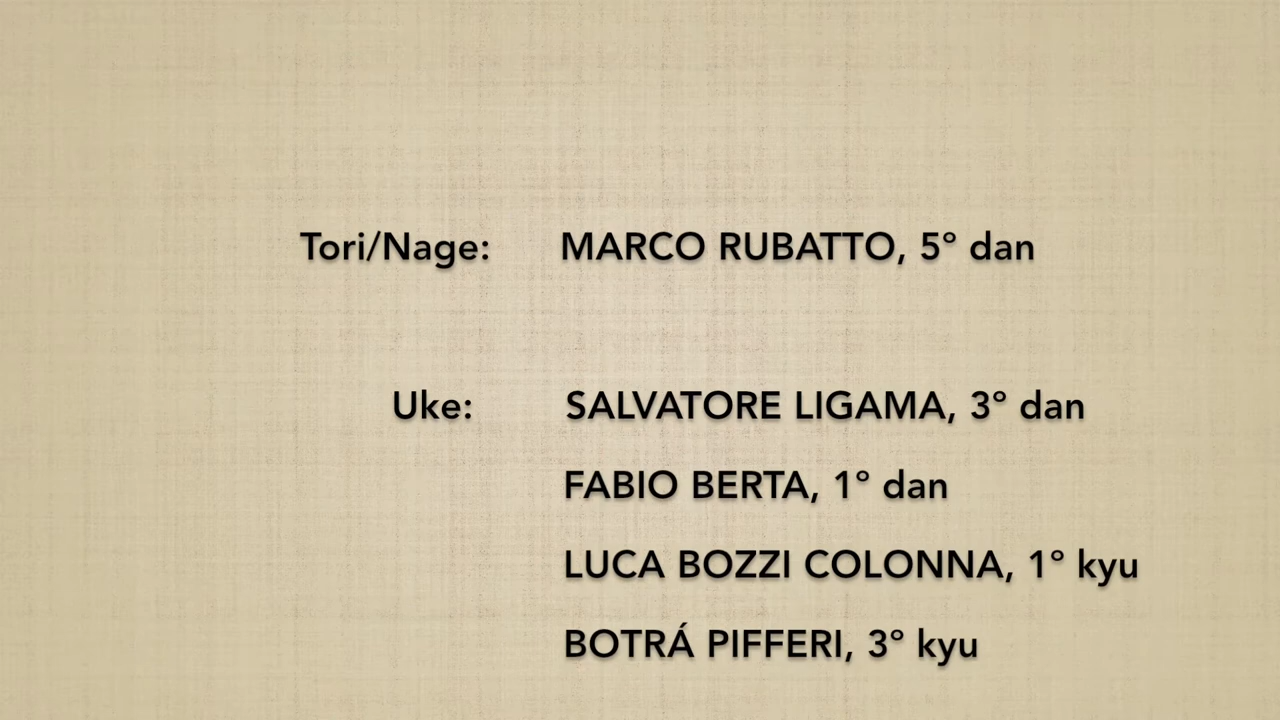 Tori/Nage: MARCO RUBATTO, 5° dan
Uke: SALVATORE LIGAMA, 3° dan
FABIO BERTA, 1° dan
LUCA BOZZI COLONNA, 1° kyu
BOTRÁ PIFFERI, 3° kyu